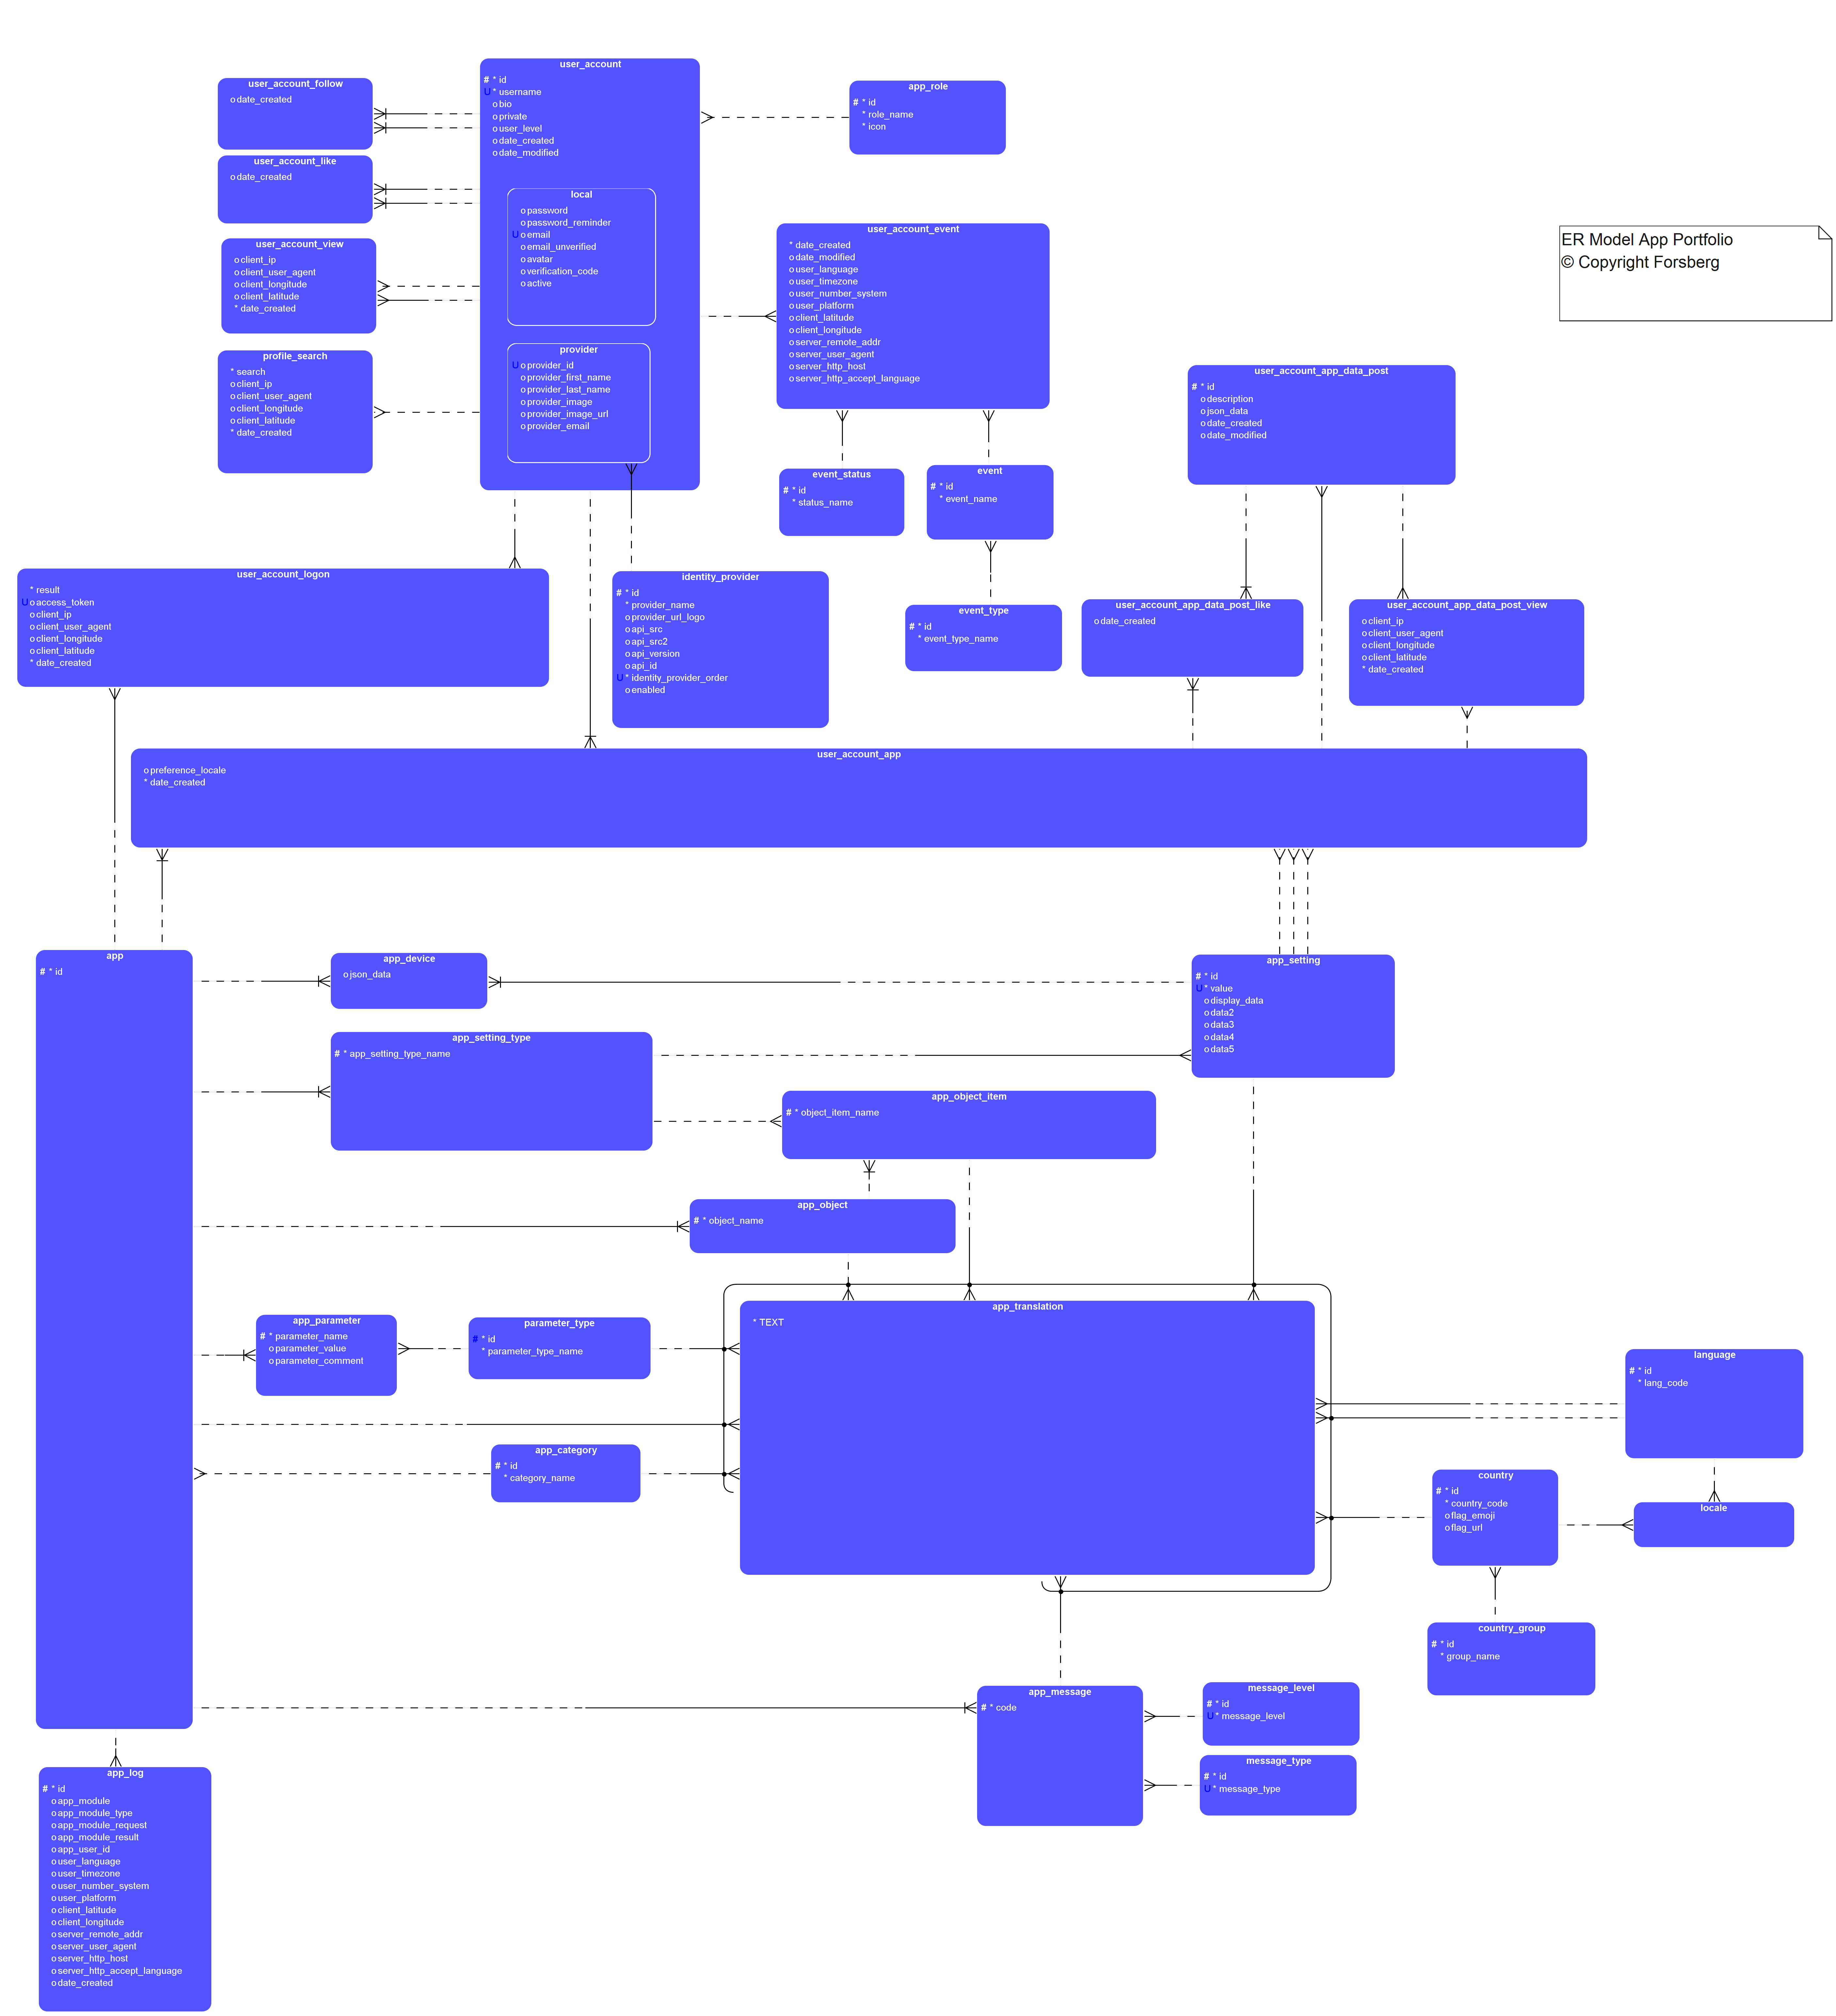 user_account
# * id
U * username
o bio
o private
o user_level
o date_created
o date_modified
local
o password
o password_reminder
U o email
o email_unverified
o avatar
o verification_code
o active
provider
U o provider_id
o provider_first_name
o provider_last_name
o provider_image
o provider_image_url
o provider_email
user_account_follow
o date_created
user_account_like
o date_created
user_account_view
o client_ip
o client_user_agent
o client_longitude
o client_latitude
* date_created
profile_search
* search
o client_ip
o client_user_agent
o client_longitude
o client_latitude
* date_created
app_role
# * id
* role_name
* icon
user_account_event
* date_created
o date_modified
o user_language
o user_timezone
o user_number_system
o user_platform
o client_latitude
o client_longitude
o server_remote_addr
o server_user_agent
o server_http_host
o server_http_accept_language
ER Model App Portfolio
© Copyright Forsberg
user_account_app_data_post
# * id
o description
o json_data
o date_created
o date_modified
event_status
# * id
* status_name
event
# * id
* event_name
user_account_logon
* result
U o access_token
o client_ip
o client_user_agent
o client_longitude
o client_latitude
* date_created
identity_provider
# * id
* provider_name
o provider_url_logo
o api_src
o api_src2
o api_version
o api_id
U * identity_provider_order
o enabled
event_type
# * id
* event_type_name
user_account_app_data_post_like
o date_created
user_account_app_data_post_view
o client_ip
o client_user_agent
o client_longitude
o client_latitude
* date_created
user_account_app
o preference_locale
* date_created
app
# * id
app_device
o json_data
app_setting
# * id
U * value
o display_data
o data2
o data3
o data4
o data5
app_setting_type
# * app_setting_type_name
app_object_item
# * object_item_name
app_object
# * object_name
app_translation
* TEXT
app_parameter
# * parameter_name
o parameter_value
o parameter_comment
parameter_type
# * id
* parameter_type_name
app_category
# * id
* category_name
language
# * id
* lang_code
country
# * id
* country_code
o flag_emoji
o flag_url
locale
country_group
# * id
* group_name
app_message
# * code
message_level
# * id
U * message_level
message_type
# * id
U * message_type
app_log
# * id
o app_module
o app_module_type
o app_module_request
o app_module_result
o app_user_id
o user_language
o user_timezone
o user_number_system
o user_platform
o client_latitude
o client_longitude
o server_remote_addr
o server_user_agent
o server_http_host
o server_http_accept_language
o date_created